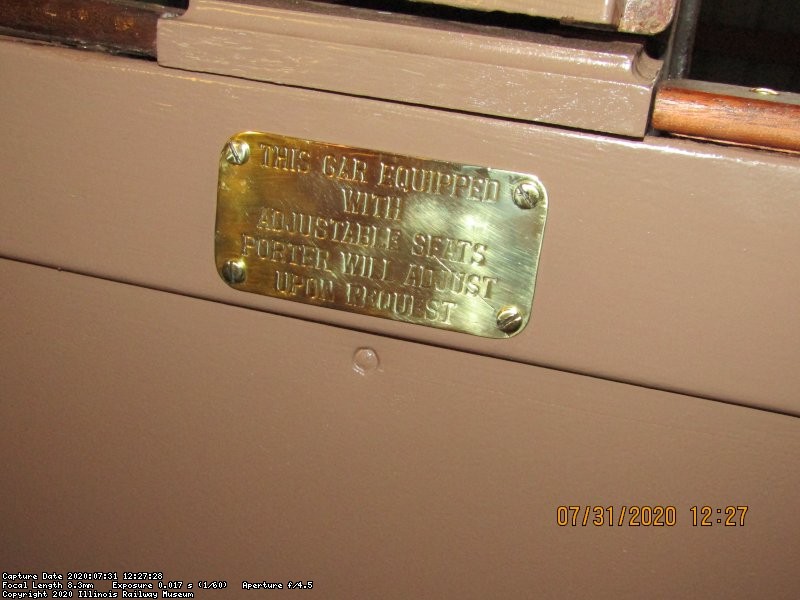 THIS CAR EQUIPPED
WITH
ADJUSTABLE SEATS
PORTER WILL ADJUST
UPON REQUEST
07/31/2020 12:27
Capture Date 2020:07:31 12:27:28
Focal Length 8.3mm Exposure 0.017 s (1/60) Aperture f/4.5
Copyright 2020 Illinois Railway Museum